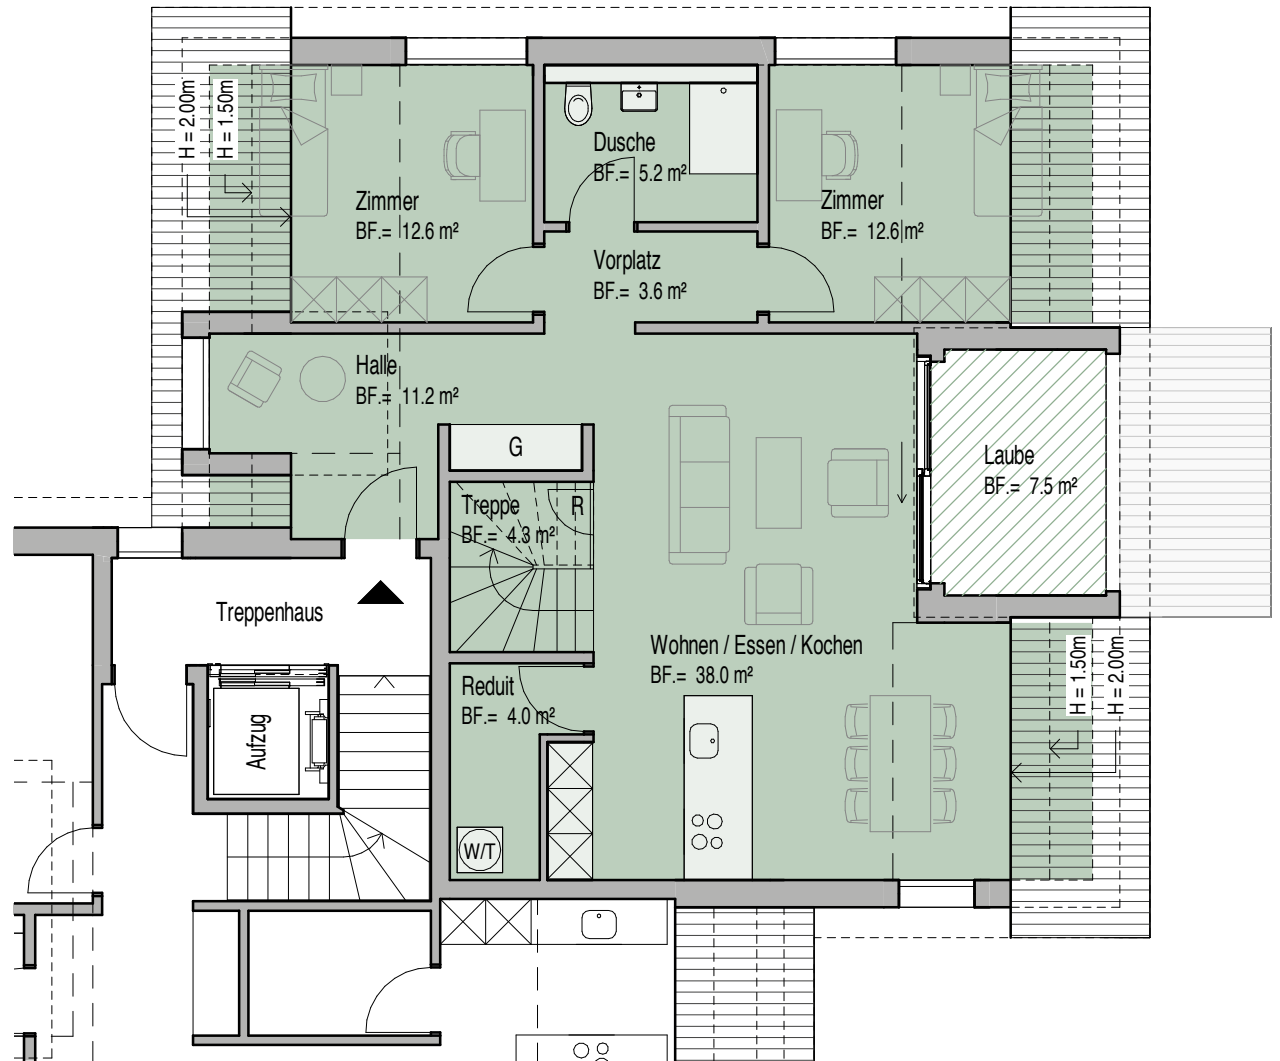 H = 2.00m
H = 1.50m
Dusche
BF.= 5.2 m²
Zimmer
BF.= 12.6 m²
Zimmer
BF.= 12.6 m²
Vorplatz
BF.= 3.6 m²
Halle
BF.= 11.2 m²
G
Laube
BF.= 7.5 m²
Treppe
R
BF.= 4.3 m²
Treppenhaus
Wohnen / Essen / Kochen
BF.= 38.0 m²
Reduit
BF.= 4.0 m²
H = 1.50m
H = 2.00m
Aufzug
W/T